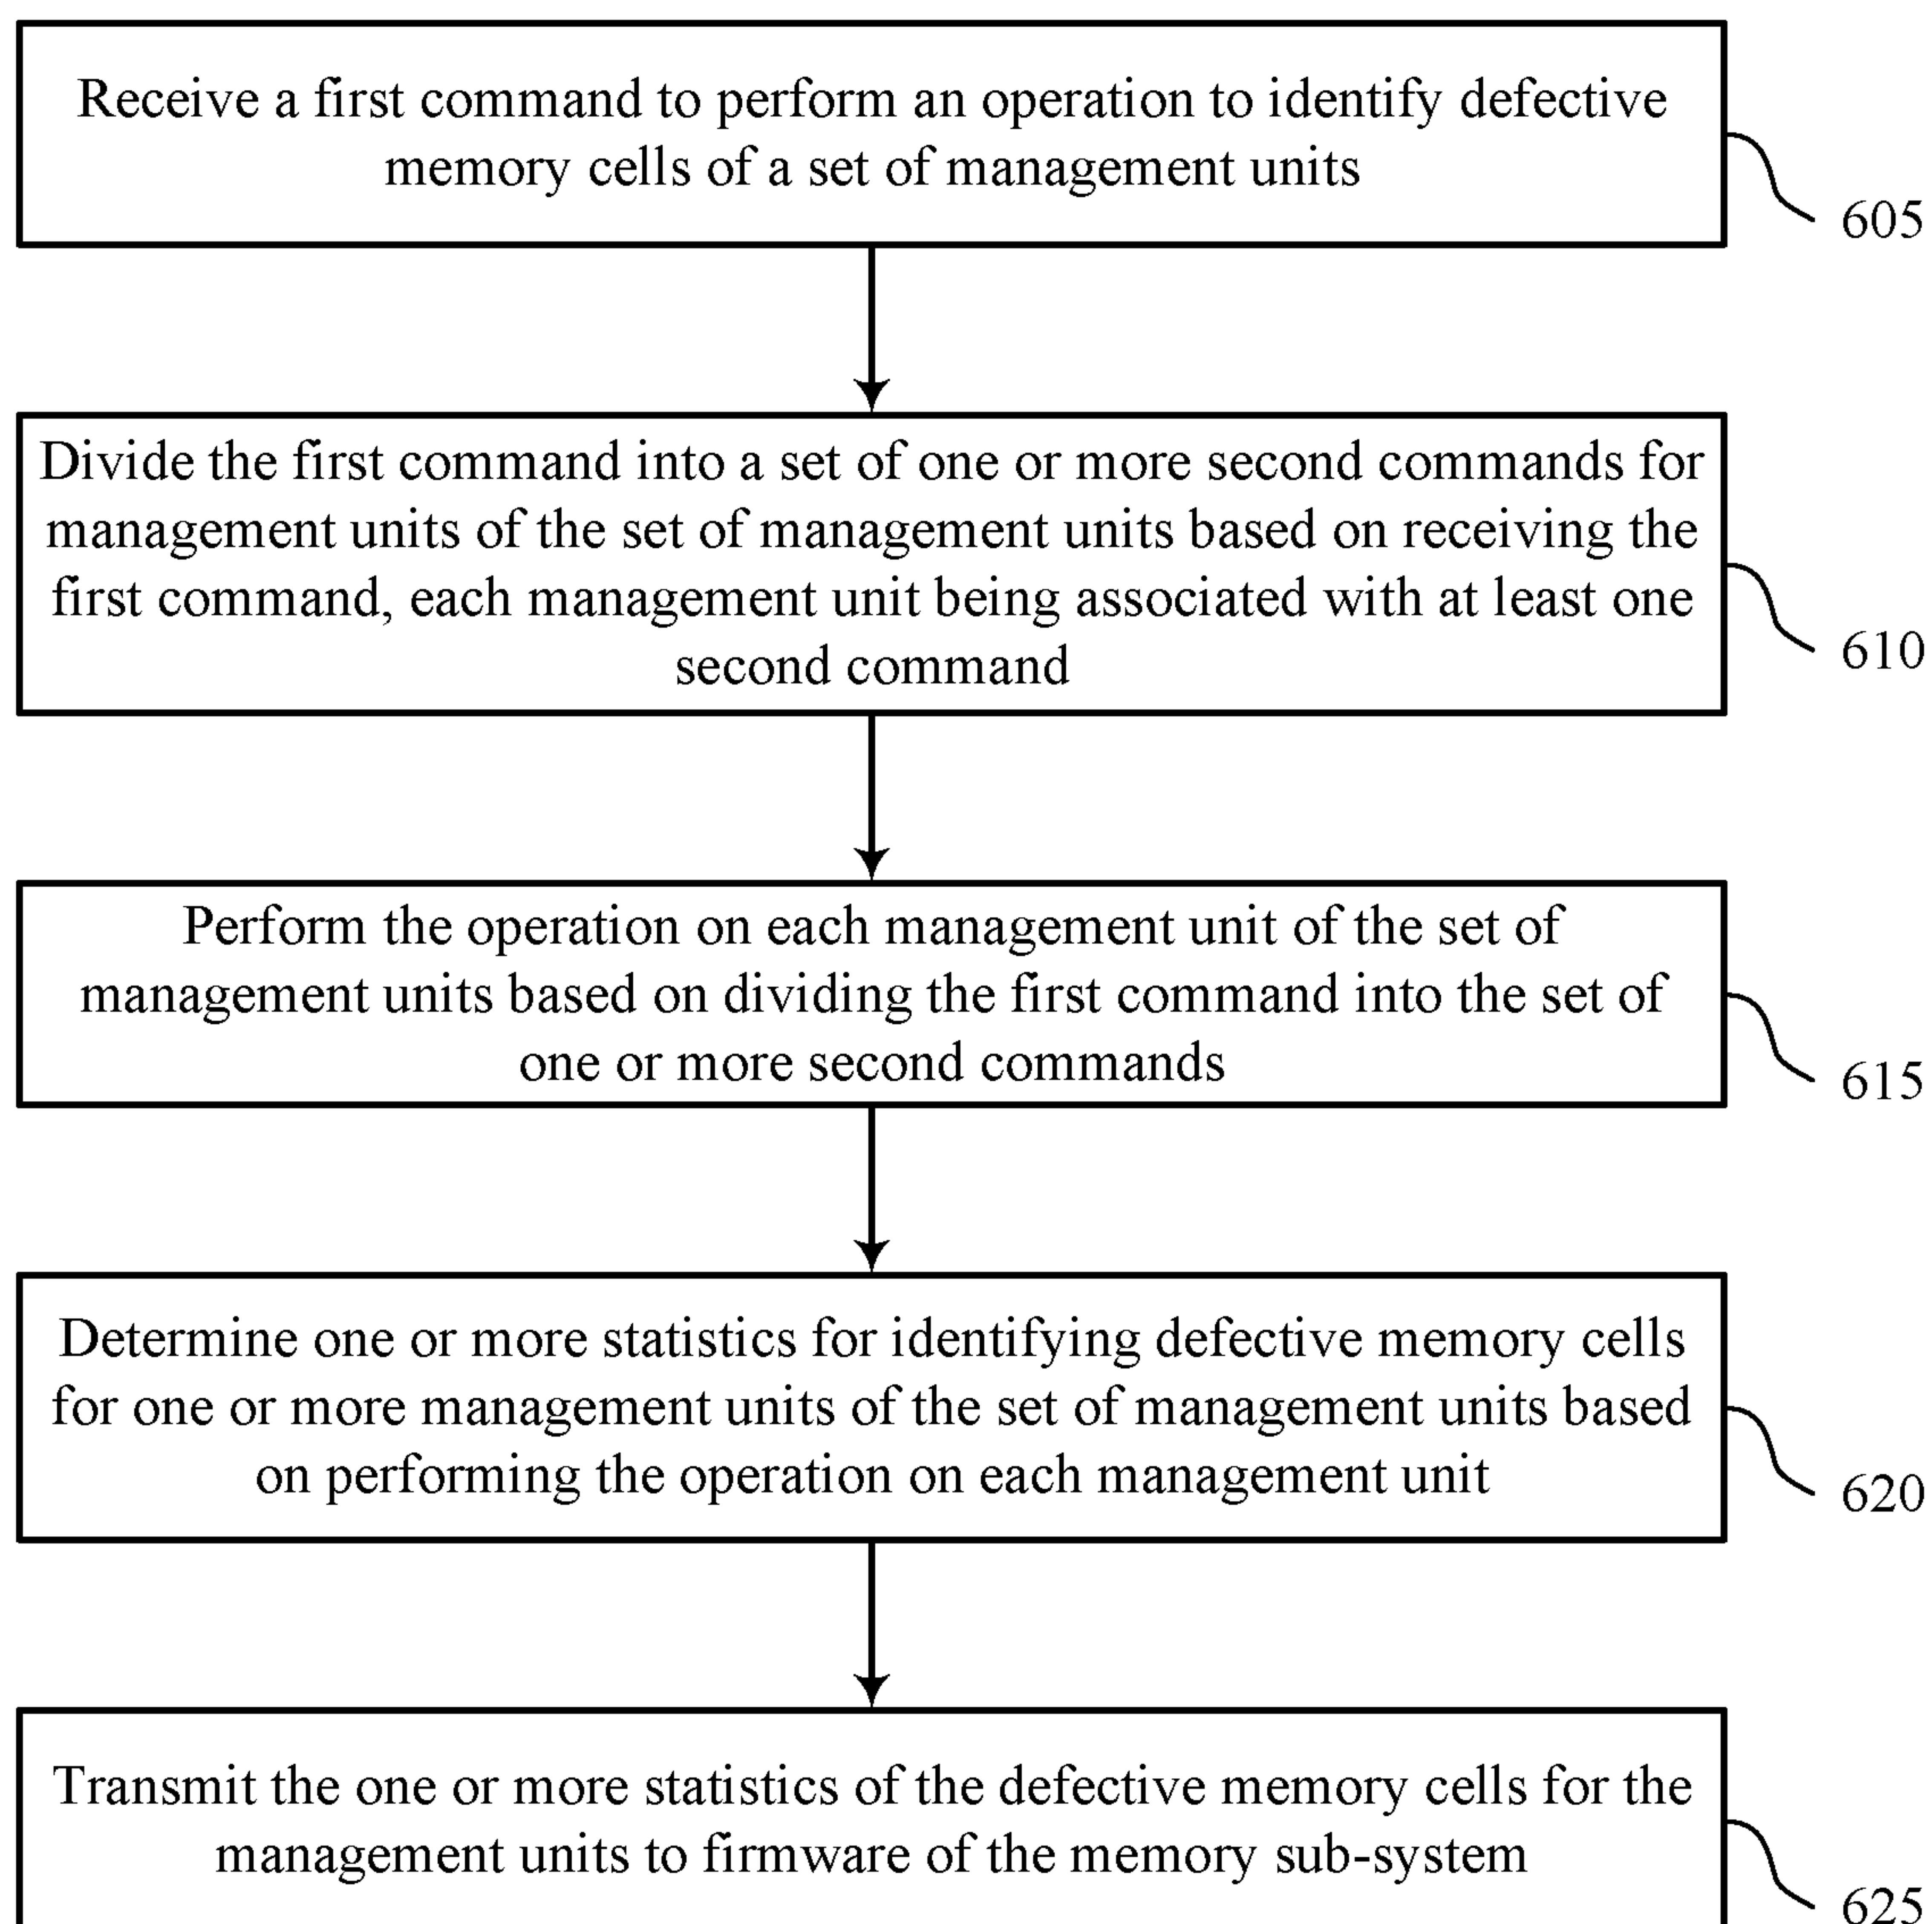 Receive a first command to perform an operation to identify defective
memory cells of a set of management units
605
Divide the first command into a set of one or more second commands for
management units of the set of management units based on receiving the
first command, each management unit being associated with at least one
second command
610
Perform the operation on each management unit of the set of
management units based on dividing the first command into the set of
one or more second commands
615
Determine one or more statistics for identifying defective memory cells
for one or more management units of the set of management units based
on performing the operation on each management unit
620
Transmit the one or more statistics of the defective memory cells for the
management units to firmware of the memory sub-system
625